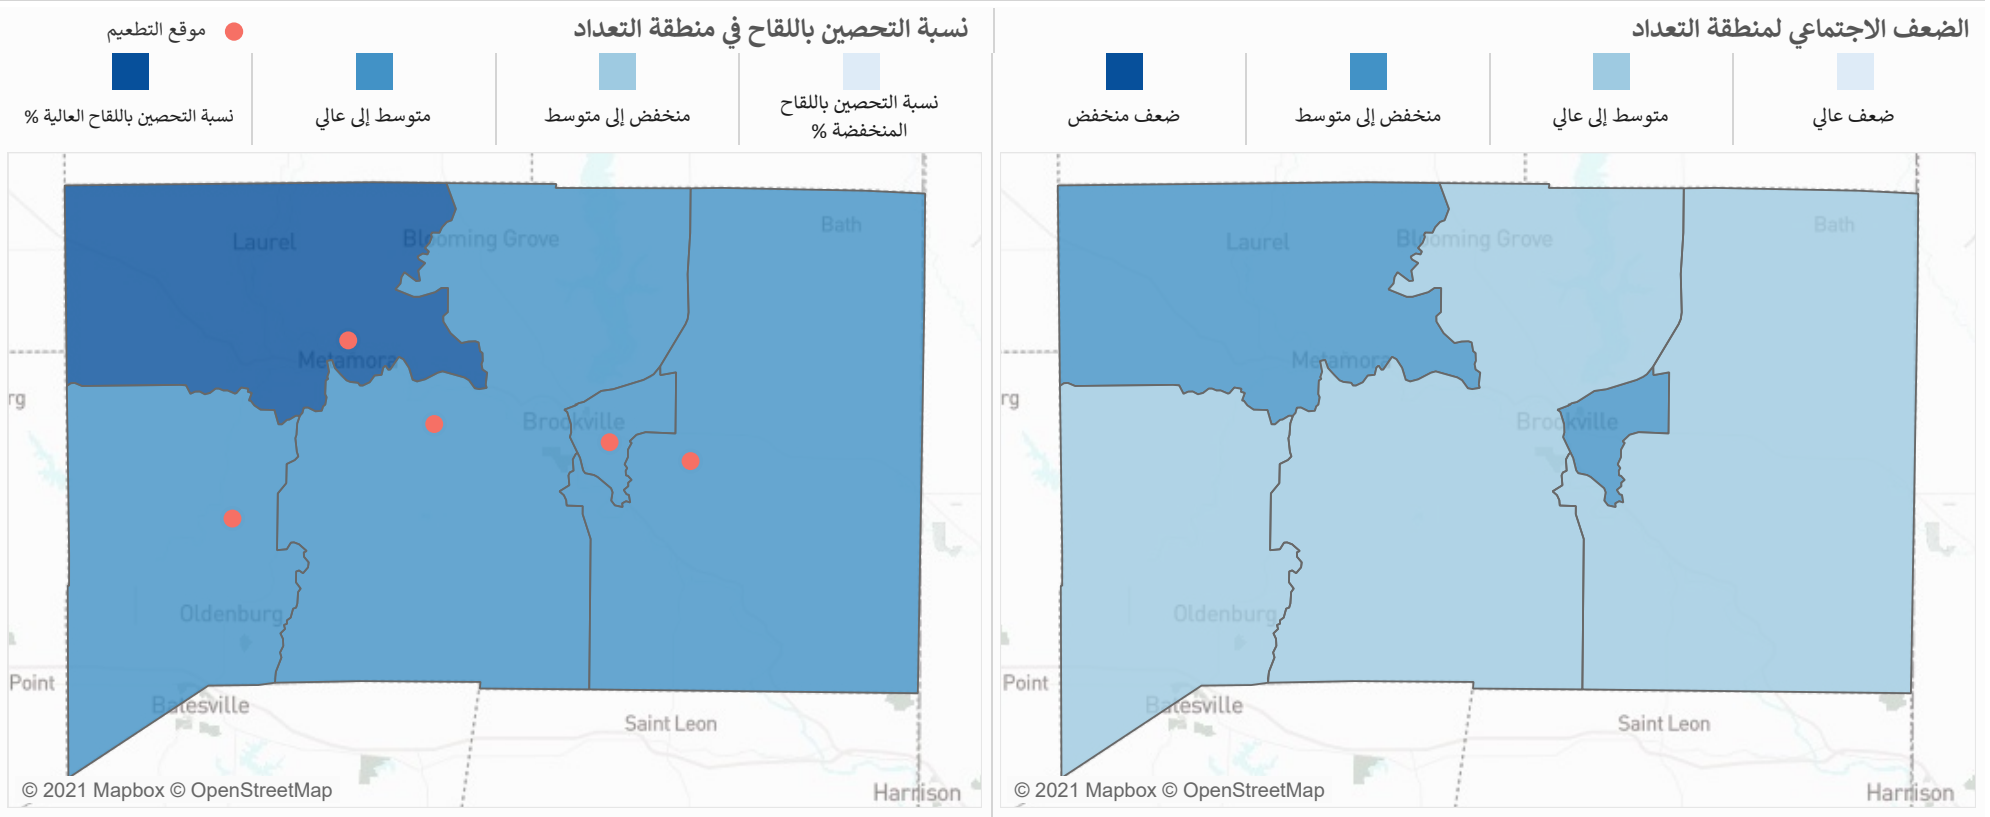 الضعف الاجتماعي لمنطقة التعداد
ضعف عالي
متوسط إلى عالي
منخفض إلى متوسط
ضعف منخفض
Bath
Laurel
Blooming Grove
Metamora
rg
Brockville
Oldenburg
Point
Batesville
Saint Leon
Harrison
© 2021 Mapbox © OpenStreetMap
نسبة التحصين باللقاح في منطقة التعداد
موقع التطعيم
نسبة التحصين باللقاح
المنخفضة %
منخفض إلى متوسط
متوسط إلى عالي
نسبة التحصين باللقاح العالية %
Bath
Laurel
Blooming Grove
Metamora
rg
Brockville
Oldenburg
Point
Batesville
Saint Leon
Harrison
© 2021 Mapbox © OpenStreetMap